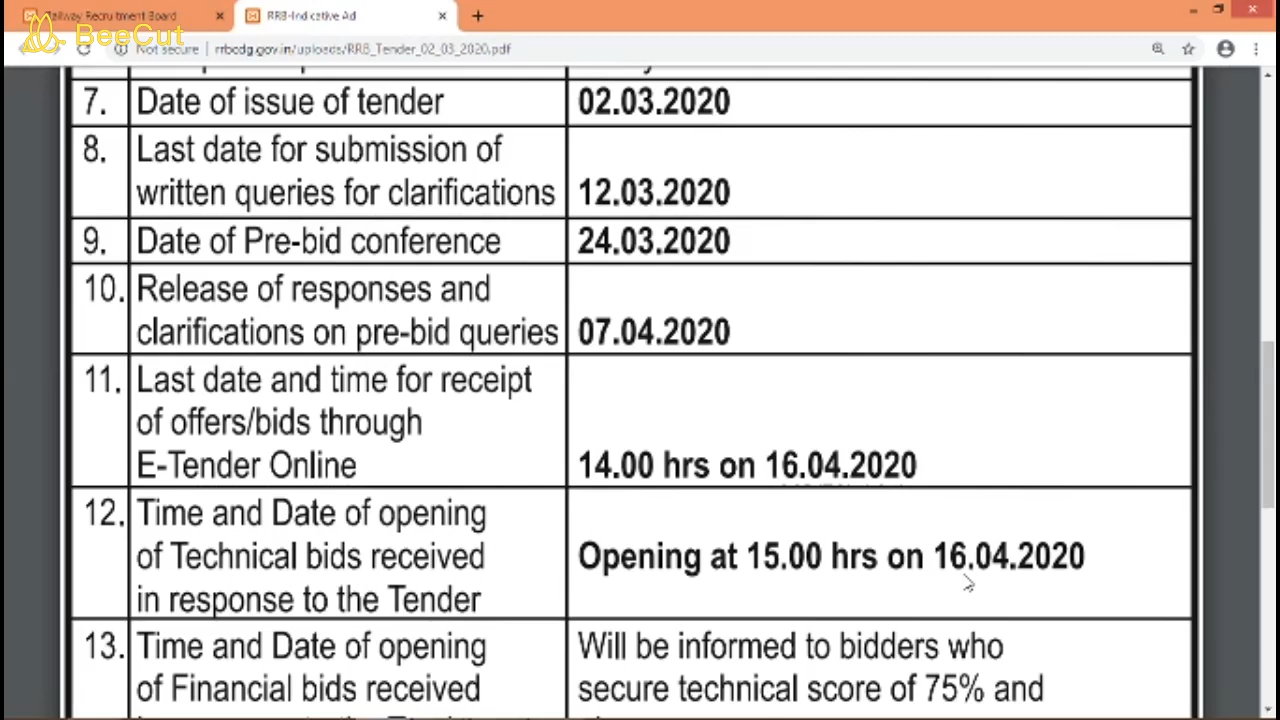 Railway Recruitment Board
RRB-Indicative Ad
BeeCut
Not secure
rrbcdg.gov.in/uploads/RRB_Tender_02_03_2020.pdf
7. Date of issue of tender 02.03.2020
8. Last date for submission of
written queries for clarifications 12.03.2020
9. Date of Pre-bid conference 24.03.2020
10. Release of responses and
clarifications on pre-bid queries 07.04.2020
11. Last date and time for receipt
of offers/bids through
E-Tender Online 14.00 hrs on 16.04.2020
12. Time and Date of opening
of Technical bids received Opening at 15.00 hrs on 16.04.2020
in response to the Tender
13. Time and Date of opening Will be informed to bidders who
of Financial bids received secure technical score of 75% and